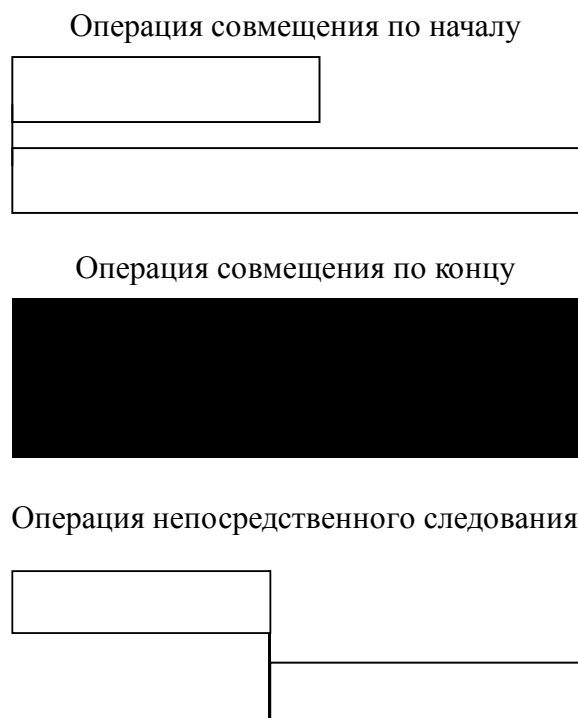 Операция совмещения по началу
Операция совмещения по концу
Операция непосредственного следования